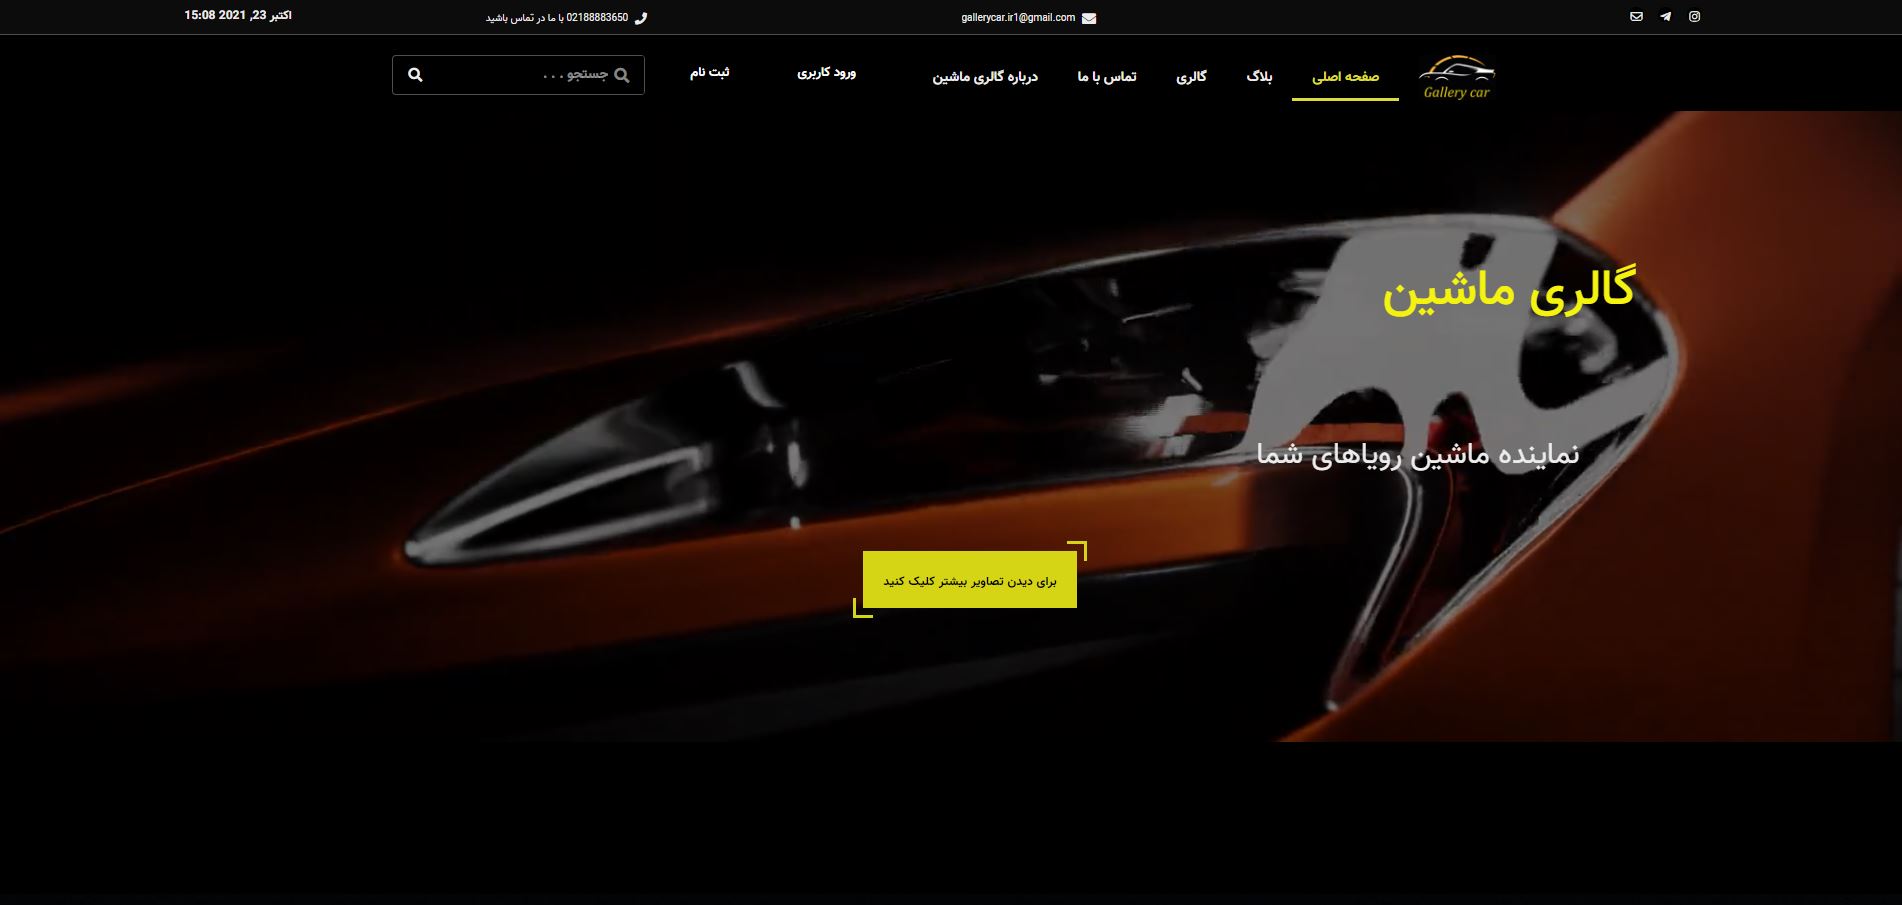 gallerycar.ir1@gmail.com
02188883650 با ما در تماس باشید
اکتبر 23, 2021 15:08
Gallery car
صفحه اصلی
بلاگ
گالری
تماس با ما
درباره گالری ماشین
ورود کاربری
ثبت نام
جستجو . . .
گالری ماشین
نماینده ماشین رویاهای شما
برای دیدن تصاویر بیشتر کلیک کنید